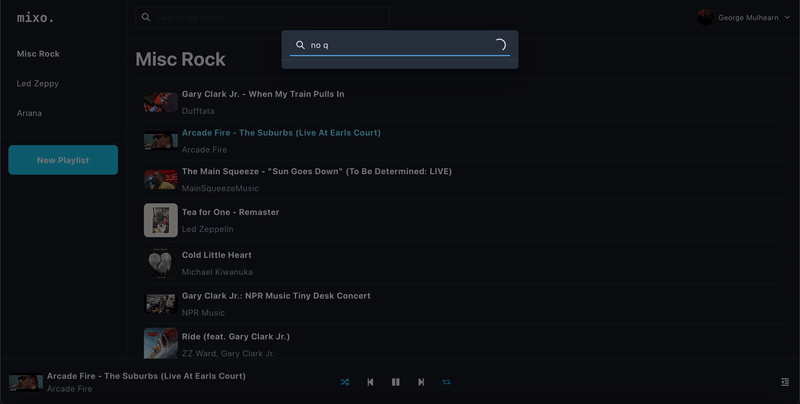 mixo.
Search for songs
George Mulhearn
no q
Misc Rock
Led Zeppy
Ariana
New Playlist
Misc Rock
Gary Clark Jr. - When My Train Pulls In
Dufftata
Arcade Fire - The Suburbs (Live At Earls Court)
Arcade Fire
The Main Squeeze - "Sun Goes Down" (To Be Determined: LIVE)
MainSqueezeMusic
Tea for One - Remaster
Led Zeppelin
Cold Little Heart
Michael Kiwanuka
Gary Clark Jr.: NPR Music Tiny Desk Concert
NPR Music
Ride (feat. Gary Clark Jr.)
ZZ Ward, Gary Clark Jr.
Arcade Fire - The Suburbs (Live At Earls Court)
Arcade Fire